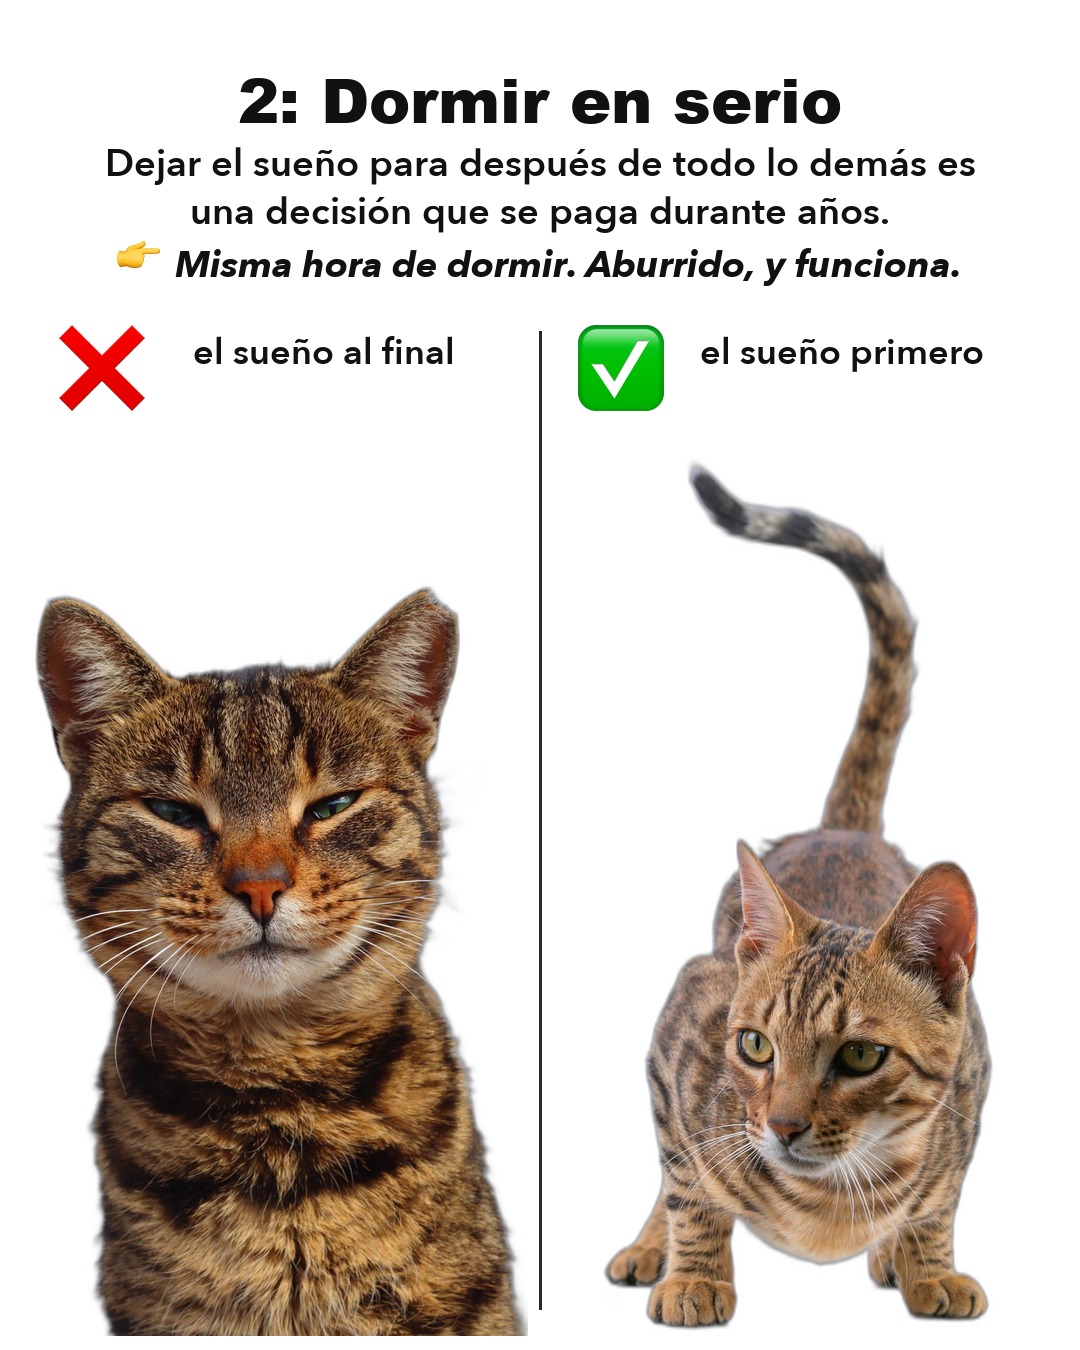 2: Dormir en serio
Dejar el sueño para después de todo lo demás es
una decisión que se paga durante años.
👉 Misma hora de dormir. Aburrido, y funciona.
❌ el sueño al final
✅ el sueño primero